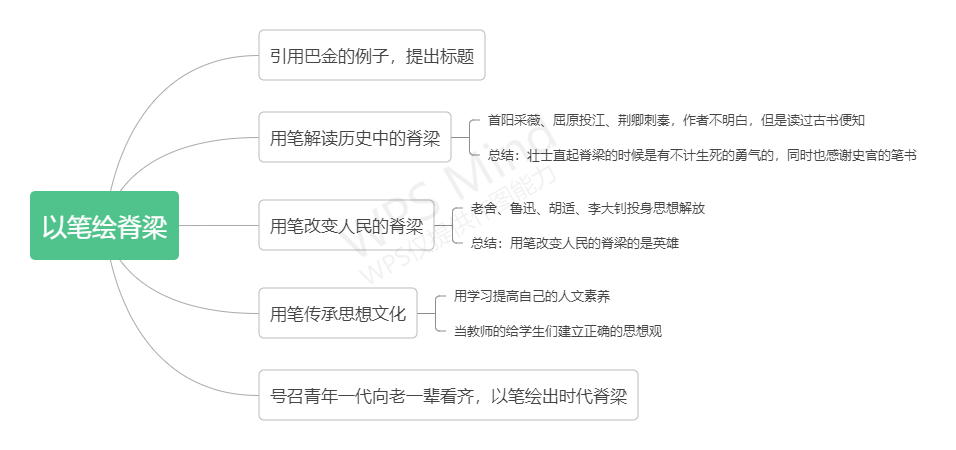 以笔绘脊梁
引用巴金的例子，提出标题
用笔解读历史中的脊梁
首阳采薇、屈原投江、荆卿刺秦，作者不明白，但是读过古书便知
总结：壮士直起脊梁的时候是有不计生死的勇气的，同时也感谢史官的笔书
用笔改变人民的脊梁
老舍、鲁迅、胡适、李大钊投身思想解放
总结：用笔改变人民的脊梁的是英雄
用笔传承思想文化
用学习提高自己的人文素养
当教师的给学生们建立正确的思想观
号召青年一代向老一辈看齐，以笔绘出时代脊梁
WPS Mind
WPS仅提供作图能力